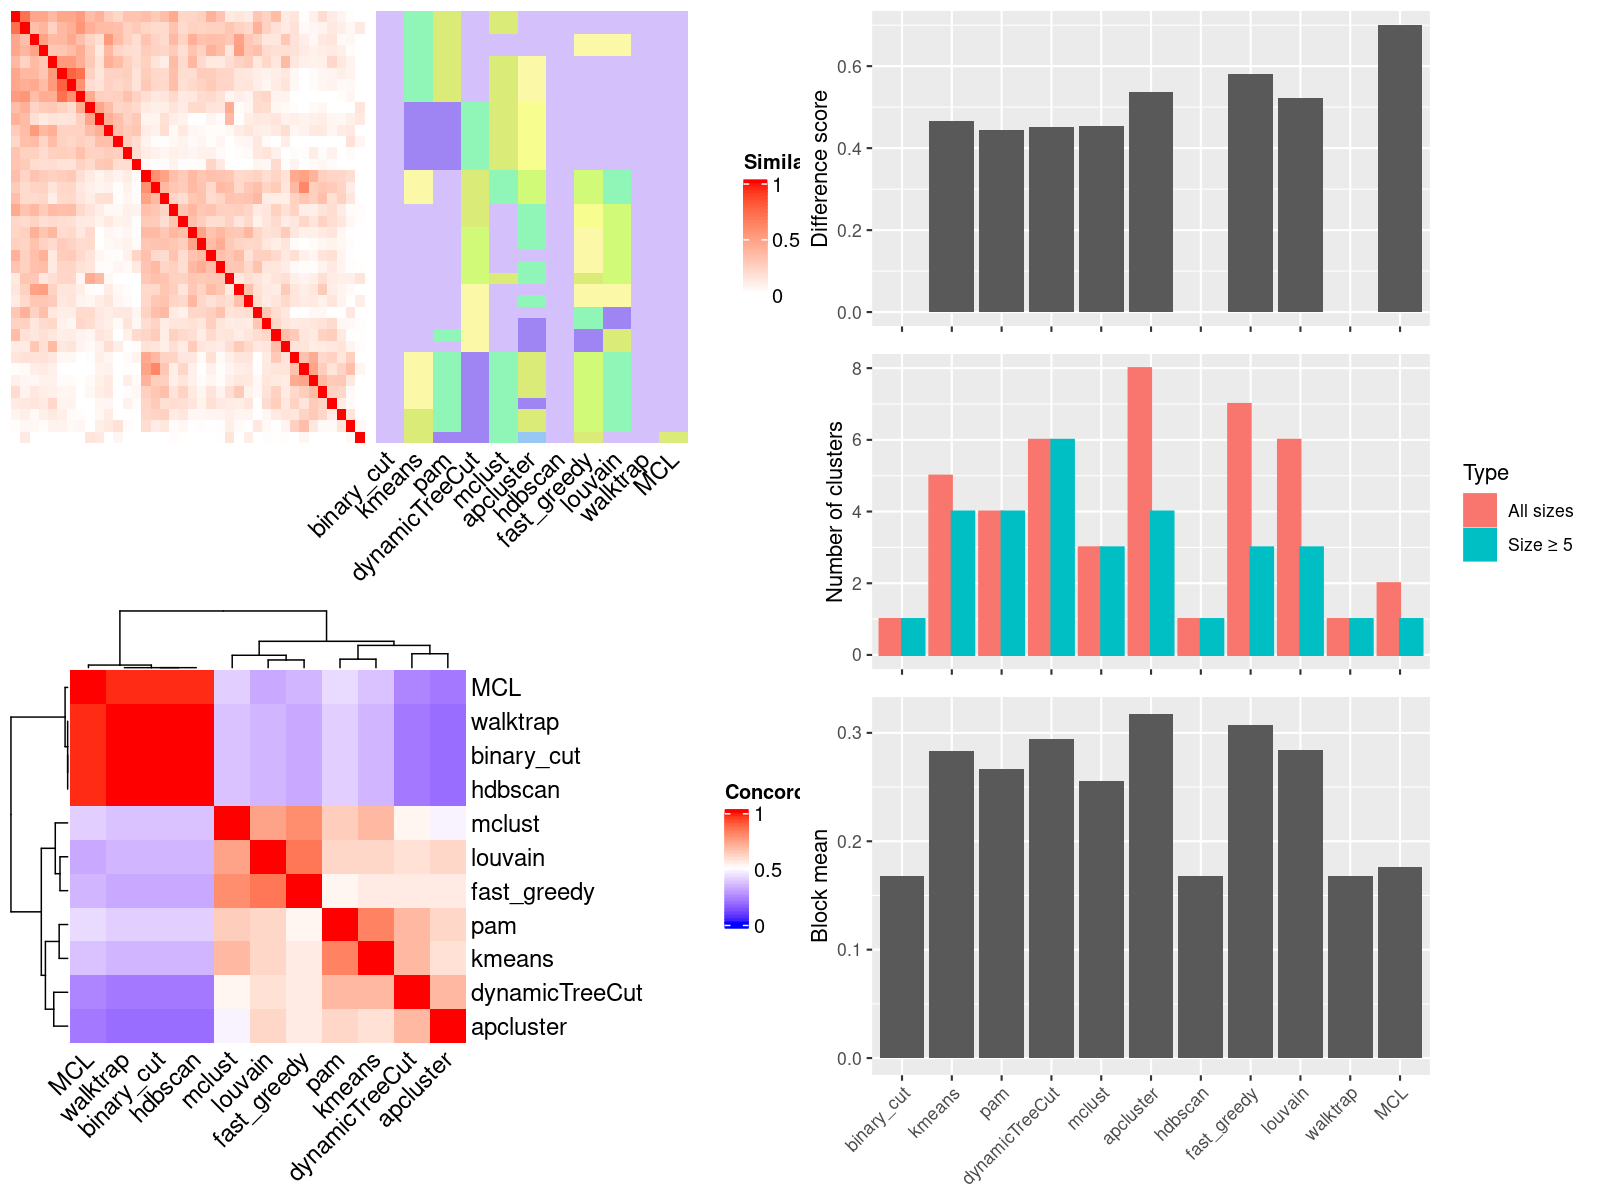 Simila
1
0.5
0
binary_cut
kmeans
pam
dynamicTreeCut
mclust
apcluster
hdbscan
fast_greedy
louvain
walktrap
MCL
MCL
walktrap
binary_cut
hdbscan
mclust
louvain
fast_greedy
pam
kmeans
dynamicTreeCut
apcluster
MCL
walktrap
binary_cut
hdbscan
mclust
louvain
fast_greedy
pam
kmeans
dynamicTreeCut
apcluster
Concord
1
0.5
0
Difference score
0.6
0.4
0.2
0.0
Number of clusters
8
6
4
2
0
Type
All sizes
Size ≥ 5
Block mean
0.3
0.2
0.1
0.0
binary_cut
kmeans
pam
dynamicTreeCut
mclust
apcluster
hdbscan
fast_greedy
louvain
walktrap
MCL